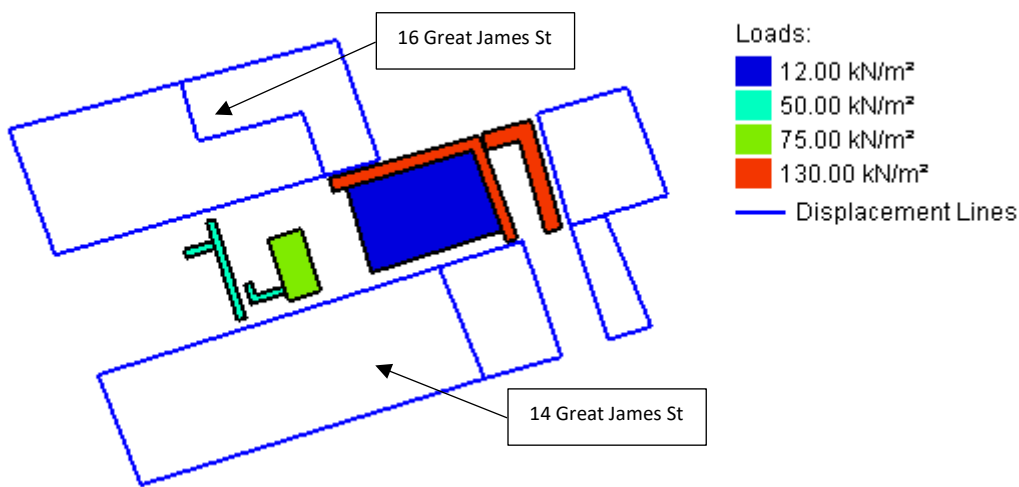 16 Great James St
Loads:
12.00 kN/m²
50.00 kN/m²
75.00 kN/m²
130.00 kN/m²
Displacement Lines
14 Great James St